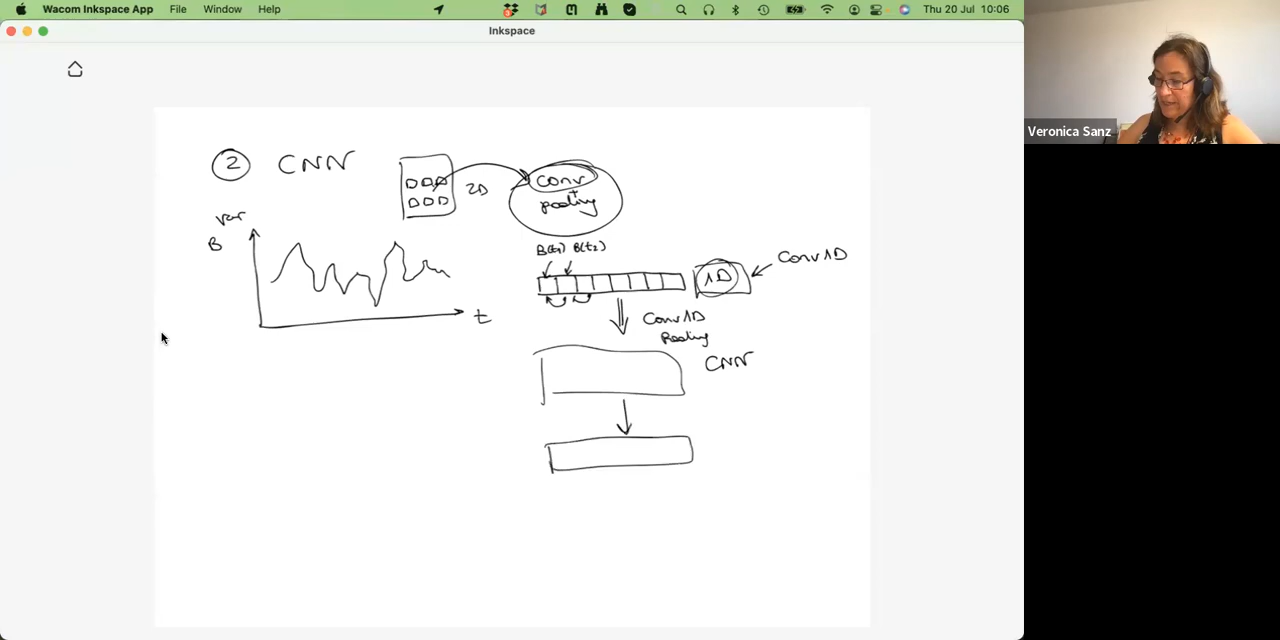 Wacom Inkspace App File Window Help Thu 20 Jul 10:06
Inkspace
Veronica Sanz
2 CNN
2D
conv
+
pooling
var
B
t
B(t1) B(t2)
1D
Conv1D
Conv1D
Pooling
CNN